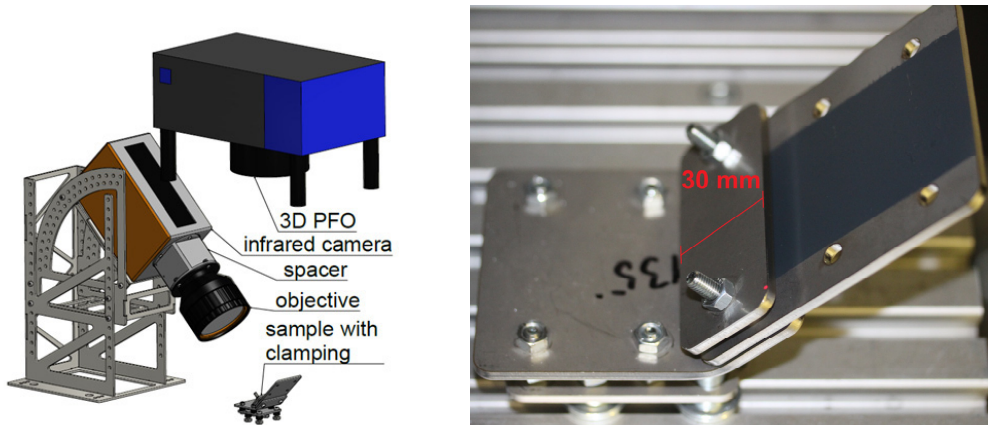 3D PFO
infrared camera
spacer
objective
sample with
clamping
30 mm
135°